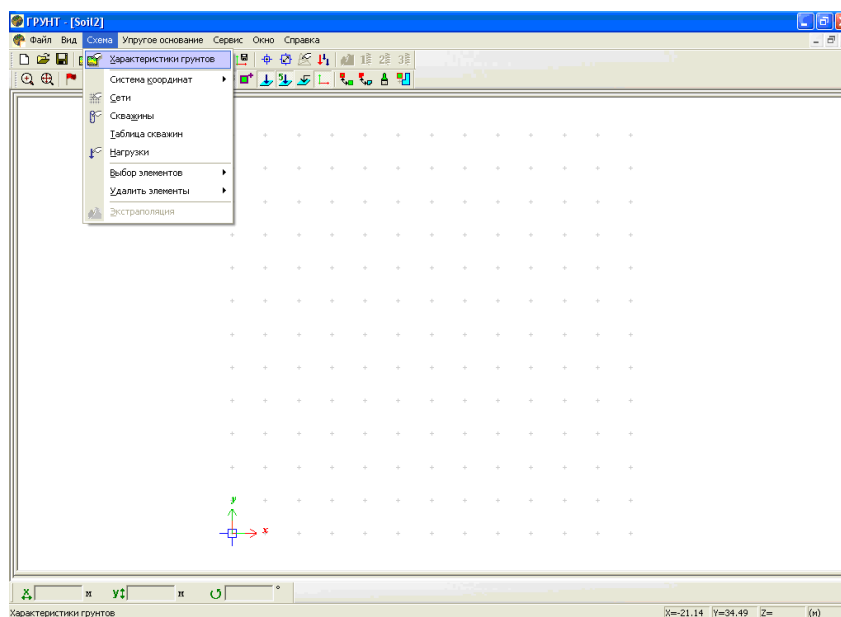 ГРУНТ - [Soil2]
Файл Вид Схема Упругое основание Сервис Окно Справка
Характеристики грунтов
Система координат
Сети
Скважины
Таблица скважин
Нагрузки
Выбор элементов
Удалить элементы
Экстраполяция
y
x
X м y м °
Характеристики грунтов X=-21.14 Y=34.49 Z= (м)